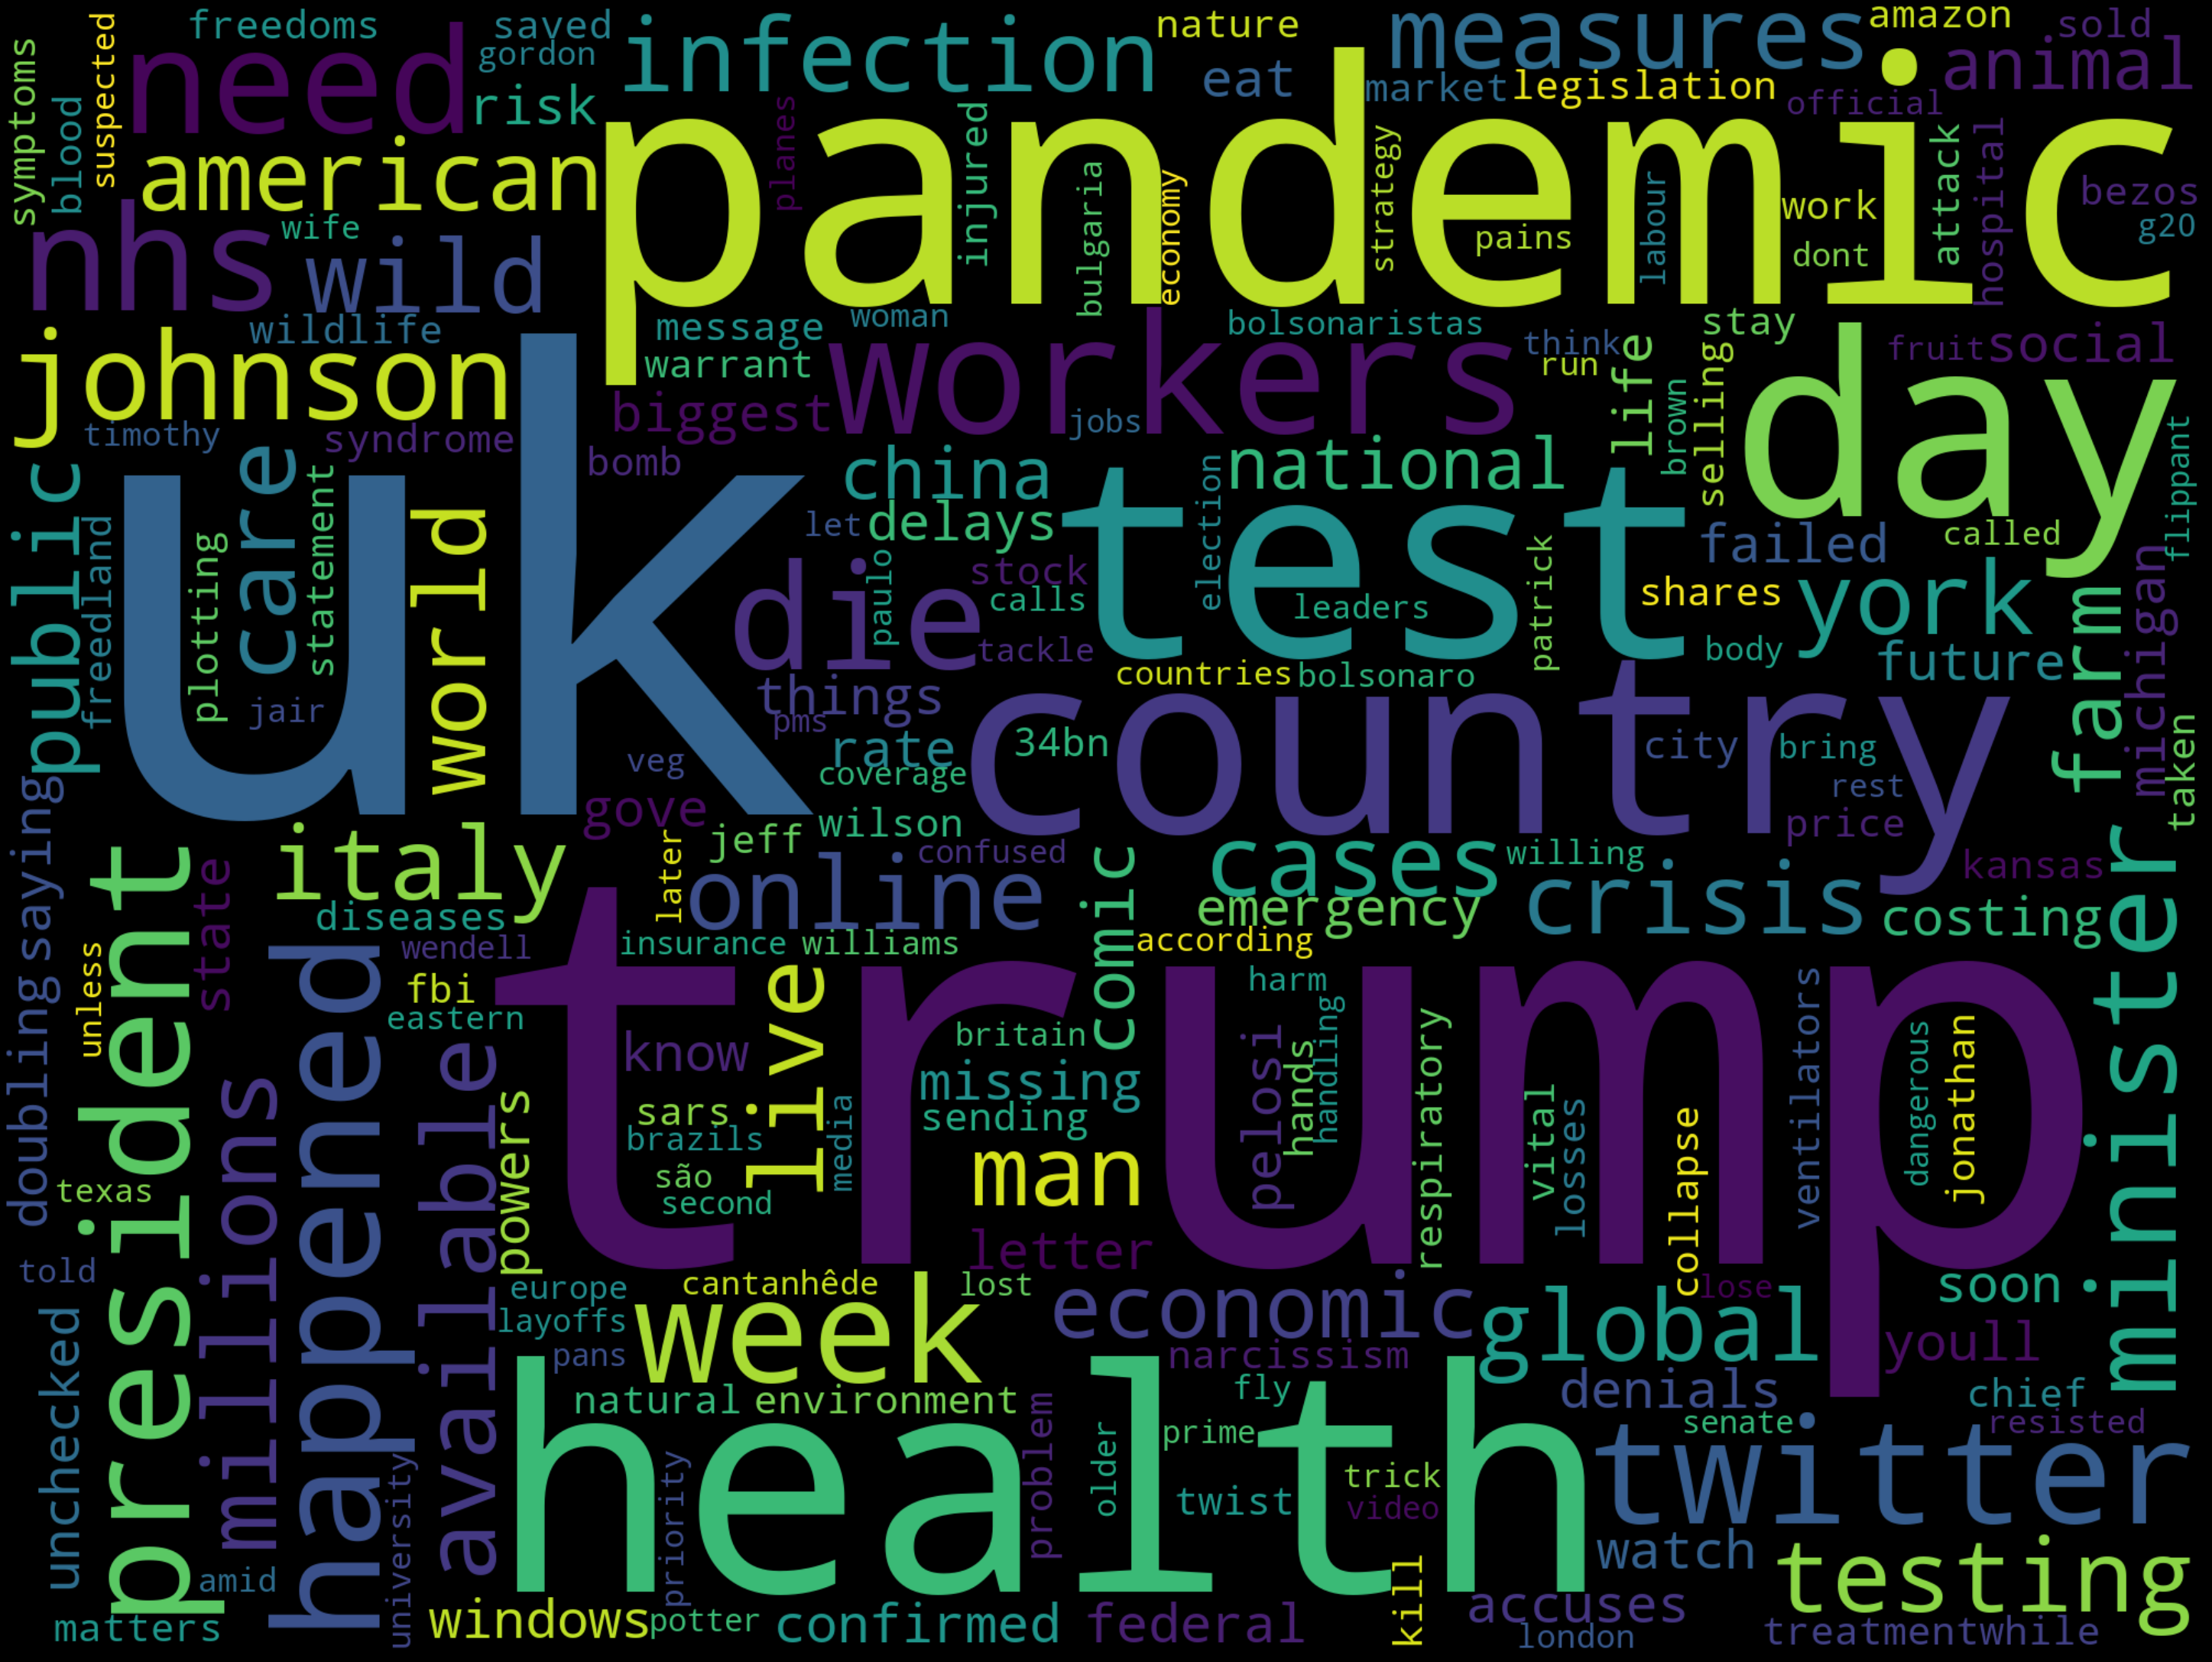 freedoms
saved
gordon
infection
nature
measures
amazon
sold
symptoms
suspected
blood
need
risk
eat
market
legislation
official
animal
american
planes
pandemic
injured
bulgaria
economy
strategy
pains
labour
work
dont
attack
hospital
bezos
g20
nhs
wife
wild
wildlife
johnson
message
woman
warrant
workers
bolsonaristas
think
run
life
stay
selling
fruit
social
day
timothy
syndrome
biggest
jobs
bomb
public
care
uk
freedland
plotting
statement
jair
world
china
let
delays
national
election
test
brown
failed
called
flippant
die
paulo
stock
calls
tackle
leaders
patrick
shares
york
body
future
farm
michigan
taken
countries
bolsonaro
things
pms
veg
rate
coverage
34bn
country
city
bring
rest
price
gove
wilson
jeff
confused
later
saying
italy
online
comic
cases
willing
crisis
kansas
emergency
costing
president
state
diseases
wendell
insurance
williams
according
doubling
unless
happened
fbi
eastern
trump
live
harm
know
britain
missing
pelosi
hands
handling
respiratory
ventilators
dangerous
jonathan
minister
millions
available
powers
sars
brazils
são
second
media
sending
man
vital
losses
collapse
texas
told
letter
europe
layoffs
pans
cantanhêde
lost
week
economic
global
lose
soon
youll
narcissism
unchecked
natural
environment
health
fly
denials
chief
senate
resisted
problem
older
prime
twist
trick
video
twitter
university
priority
amid
matters
windows
potter
confirmed
federal
kill
accuses
london
watch
testing
treatmentwhile